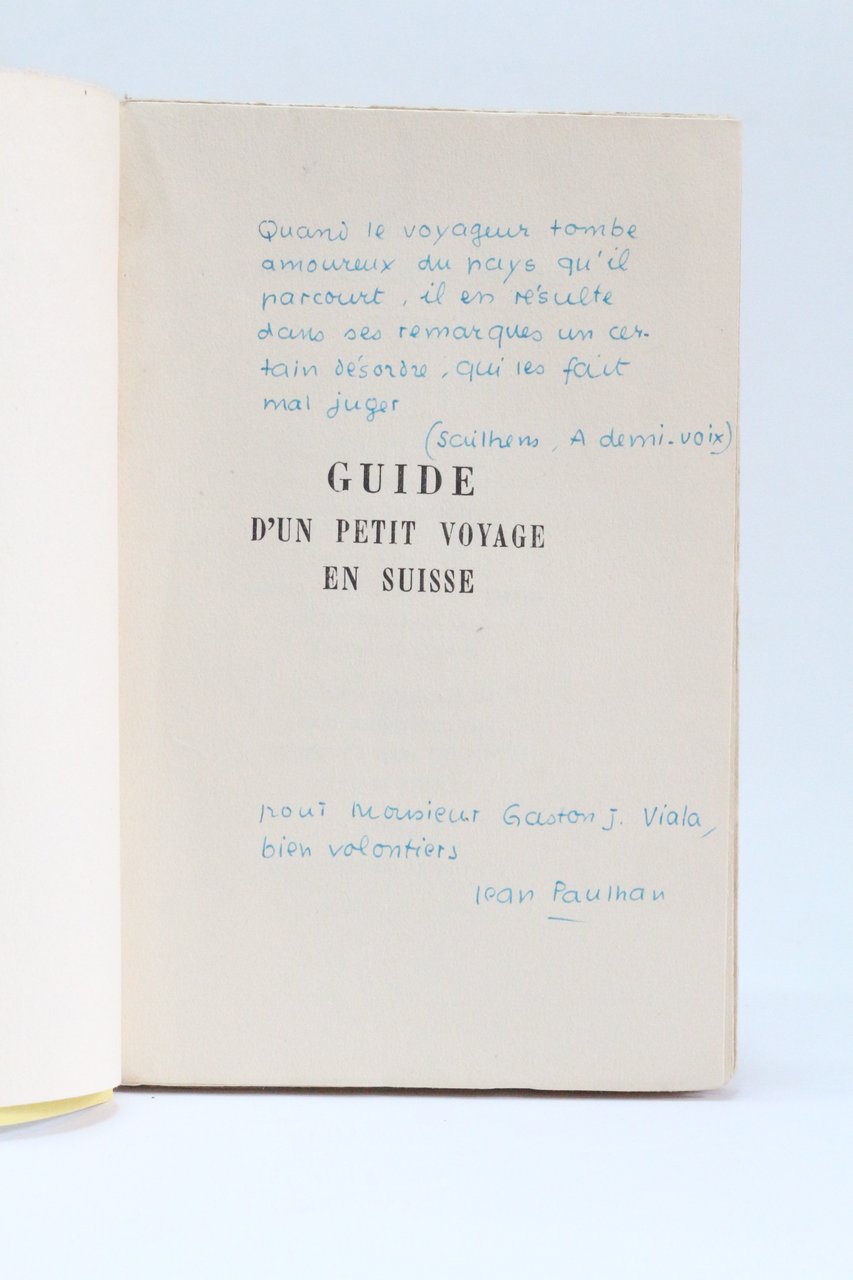 Quand le voyageur tombe
amoureux du pays qu'il
parcourt, il en résulte
dans ses remarques un cer-
tain désordre, qui les fait
mal juger
(Sailhens, A demi-voix)
GUIDE
D'UN PETIT VOYAGE
EN SUISSE
pour Monsieur Gaston J. Viala,
bien volontiers
Jean Paulhan